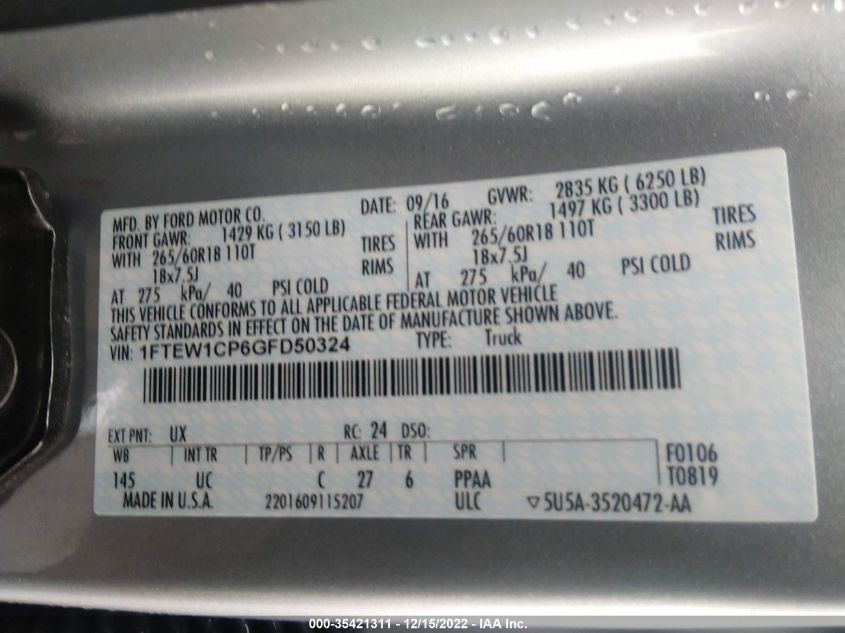 MFD. BY FORD MOTOR CO.
DATE: 09/16 GVWR: 2835 KG ( 6250 LB)
FRONT GAWR: 1429 KG ( 3150 LB)
REAR GAWR: 1497 KG ( 3300 LB)
WITH 265/60R18 110T TIRES
WITH 265/60R18 110T TIRES
18x7.5J RIMS
18x7.5J RIMS
AT 275 kPa/ 40 PSI COLD
AT 275 kPa/ 40 PSI COLD
THIS VEHICLE CONFORMS TO ALL APPLICABLE FEDERAL MOTOR VEHICLE
SAFETY STANDARDS IN EFFECT ON THE DATE OF MANUFACTURE SHOWN ABOVE.
VIN: 1FTEW1CP6GFD50324 TYPE: Truck
EXT PNT: UX RC: 24 DSO:
WB INT TR TP/PS R AXLE TR SPR F0106
145 UC C 27 6 PPAA T0819
MADE IN U.S.A. 2201609115207 ULC ▽5U5A-3520472-AA
000-35421311 - 12/15/2022 - IAA Inc.